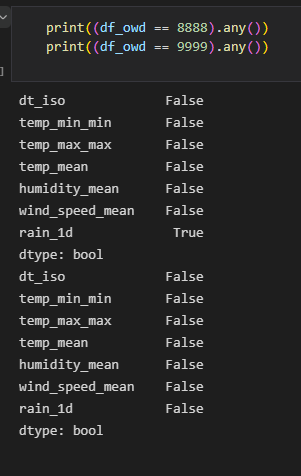 print((df_owd == 8888).any())
print((df_owd == 9999).any())
]
dt_iso False
temp_min_min False
temp_max_max False
temp_mean False
humidity_mean False
wind_speed_mean False
rain_1d True
dtype: bool
dt_iso False
temp_min_min False
temp_max_max False
temp_mean False
humidity_mean False
wind_speed_mean False
rain_1d False
dtype: bool